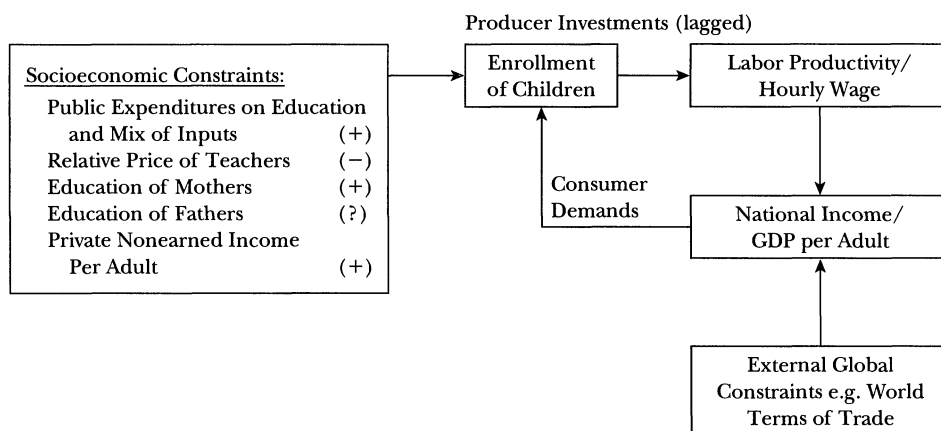 Producer Investments (lagged)
Socioeconomic Constraints:
Public Expenditures on Education
and Mix of Inputs (+)
Relative Price of Teachers (−)
Education of Mothers (+)
Education of Fathers (?)
Private Nonearned Income
Per Adult (+)
Enrollment
of Children
Labor Productivity/
Hourly Wage
Consumer
Demands
National Income/
GDP per Adult
External Global
Constraints e.g. World
Terms of Trade